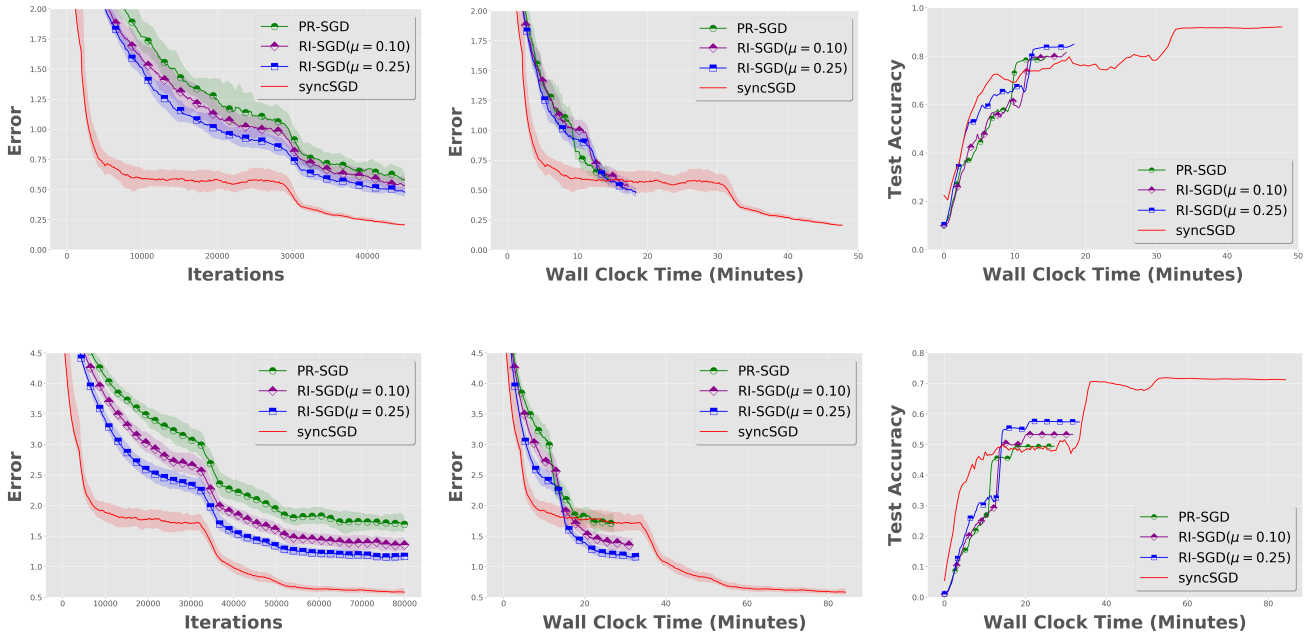 2.00
1.75
1.50
1.25
1.00
0.75
0.50
0.25
0.00
Error
0
10000
20000
30000
40000
Iterations
PR-SGD
RI-SGD(μ = 0.10)
RI-SGD(μ = 0.25)
syncSGD
2.00
1.75
1.50
1.25
1.00
0.75
0.50
0.25
0.00
Error
0
10
20
30
40
50
Wall Clock Time (Minutes)
PR-SGD
RI-SGD(μ = 0.10)
RI-SGD(μ = 0.25)
syncSGD
1.0
0.8
0.6
0.4
0.2
0.0
Test Accuracy
0
10
20
30
40
50
Wall Clock Time (Minutes)
PR-SGD
RI-SGD(μ = 0.10)
RI-SGD(μ = 0.25)
syncSGD
4.5
4.0
3.5
3.0
2.5
2.0
1.5
1.0
0.5
Error
0
10000
20000
30000
40000
50000
60000
70000
80000
Iterations
PR-SGD
RI-SGD(μ = 0.10)
RI-SGD(μ = 0.25)
syncSGD
4.5
4.0
3.5
3.0
2.5
2.0
1.5
1.0
0.5
Error
0
20
40
60
80
Wall Clock Time (Minutes)
PR-SGD
RI-SGD(μ = 0.10)
RI-SGD(μ = 0.25)
syncSGD
0.8
0.7
0.6
0.5
0.4
0.3
0.2
0.1
0.0
Test Accuracy
0
20
40
60
80
Wall Clock Time (Minutes)
PR-SGD
RI-SGD(μ = 0.10)
RI-SGD(μ = 0.25)
syncSGD